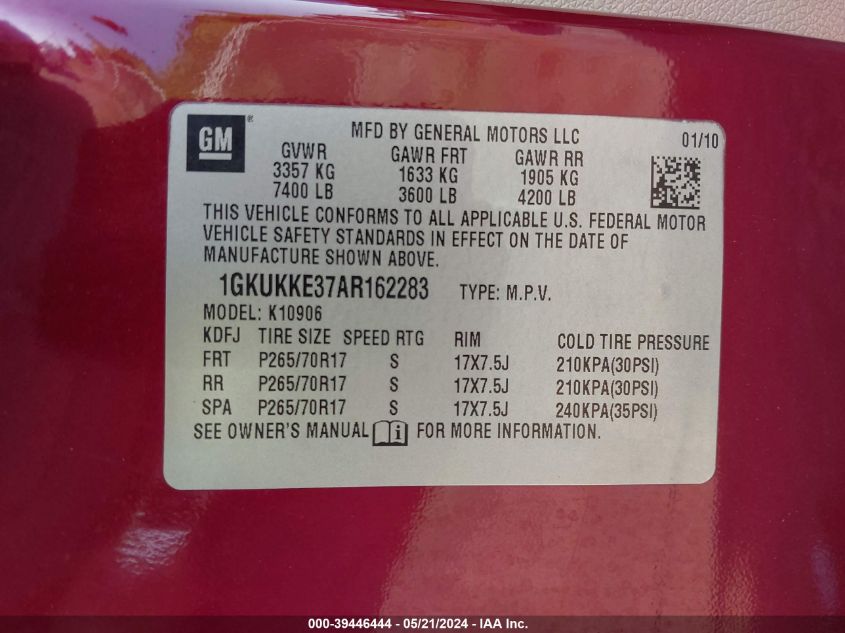 GM ®
MFD BY GENERAL MOTORS LLC 01/10
GVWR GAWR FRT GAWR RR
3357 KG 1633 KG 1905 KG
7400 LB 3600 LB 4200 LB
THIS VEHICLE CONFORMS TO ALL APPLICABLE U.S. FEDERAL MOTOR
VEHICLE SAFETY STANDARDS IN EFFECT ON THE DATE OF
MANUFACTURE SHOWN ABOVE.
1GKUKKE37AR162283 TYPE: M.P.V.
MODEL: K10906
KDFJ TIRE SIZE SPEED RTG RIM COLD TIRE PRESSURE
FRT P265/70R17 S 17X7.5J 210KPA(30PSI)
RR P265/70R17 S 17X7.5J 210KPA(30PSI)
SPA P265/70R17 S 17X7.5J 240KPA(35PSI)
SEE OWNER'S MANUAL i FOR MORE INFORMATION.
000-39446444 - 05/21/2024 - IAA Inc.